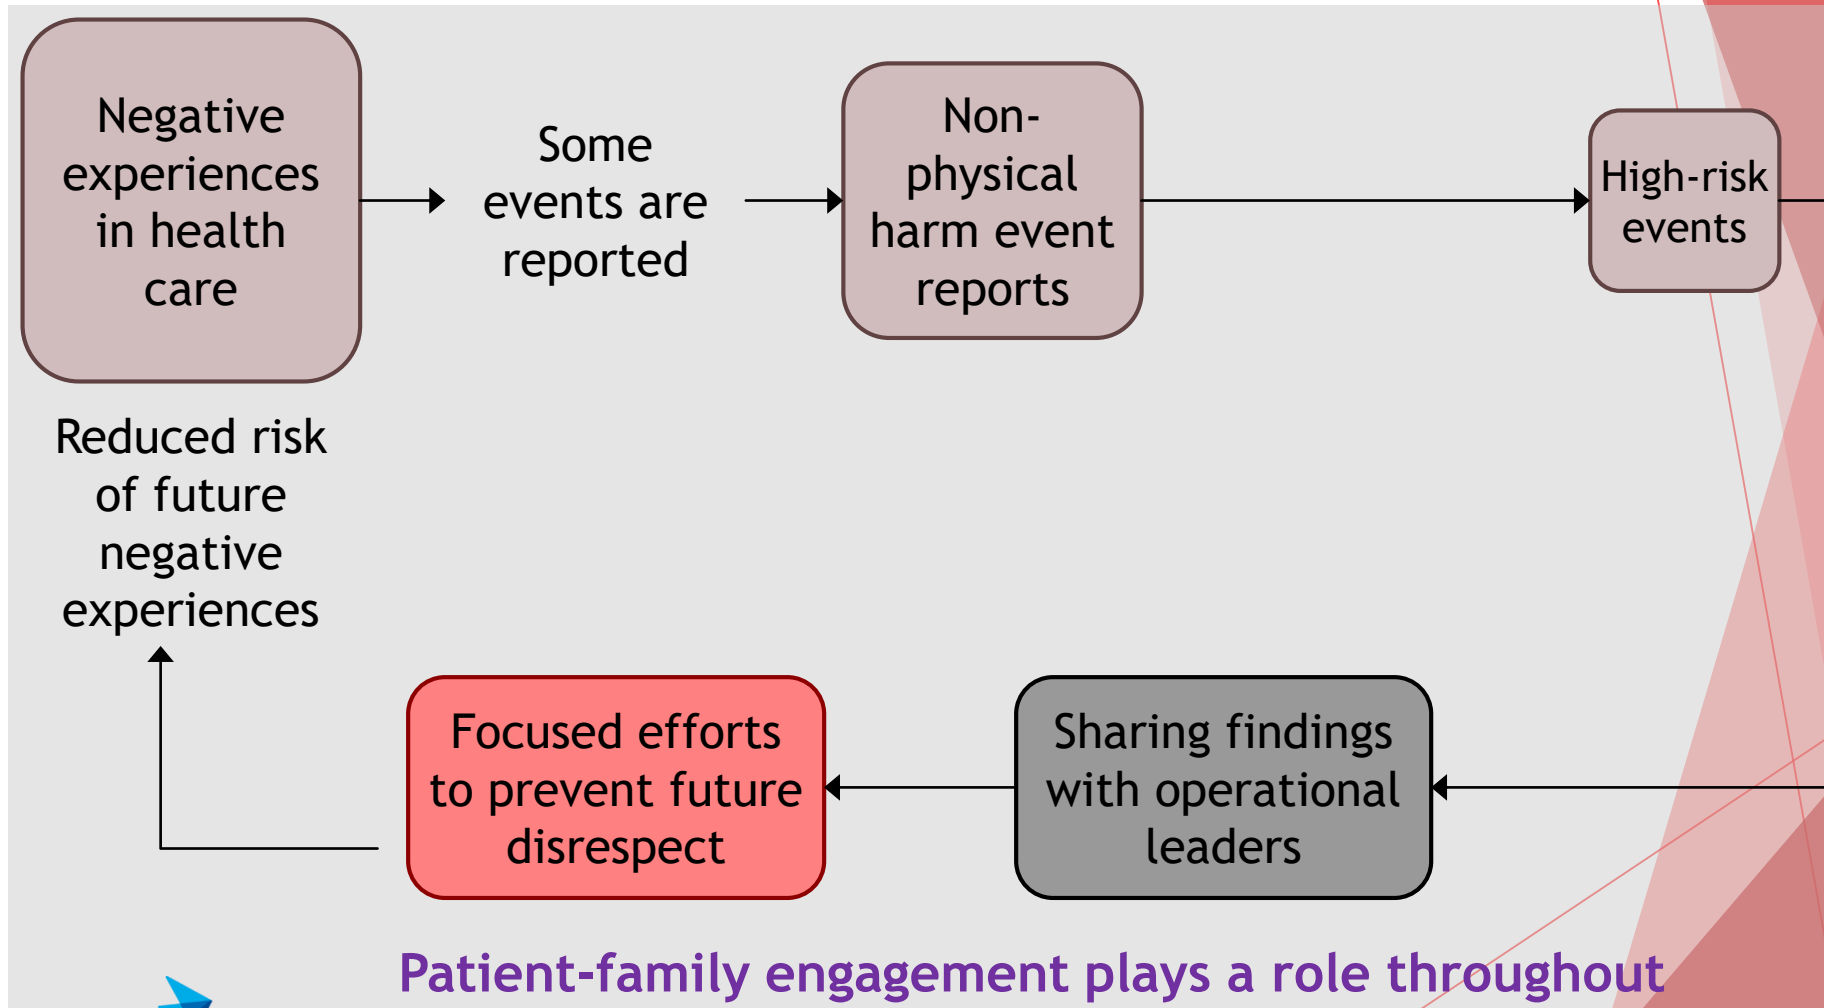 Negative
experiences
in health
care
Some
events are
reported
Non-
physical
harm event
reports
High-risk
events
Reduced risk
of future
negative
experiences
Focused efforts
to prevent future
disrespect
Sharing findings
with operational
leaders
Patient-family engagement plays a role throughout